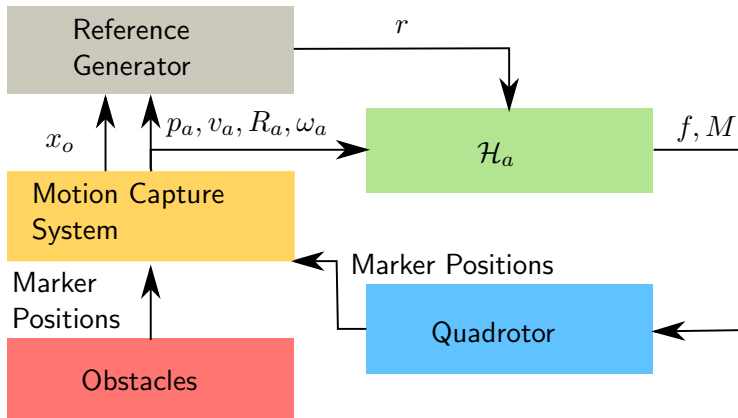 Reference
Generator
r
x_o
p_a, v_a, R_a, ω_a
ℋ_a
f, M
Motion Capture
System
Marker Positions
Marker
Positions
Quadrotor
Obstacles